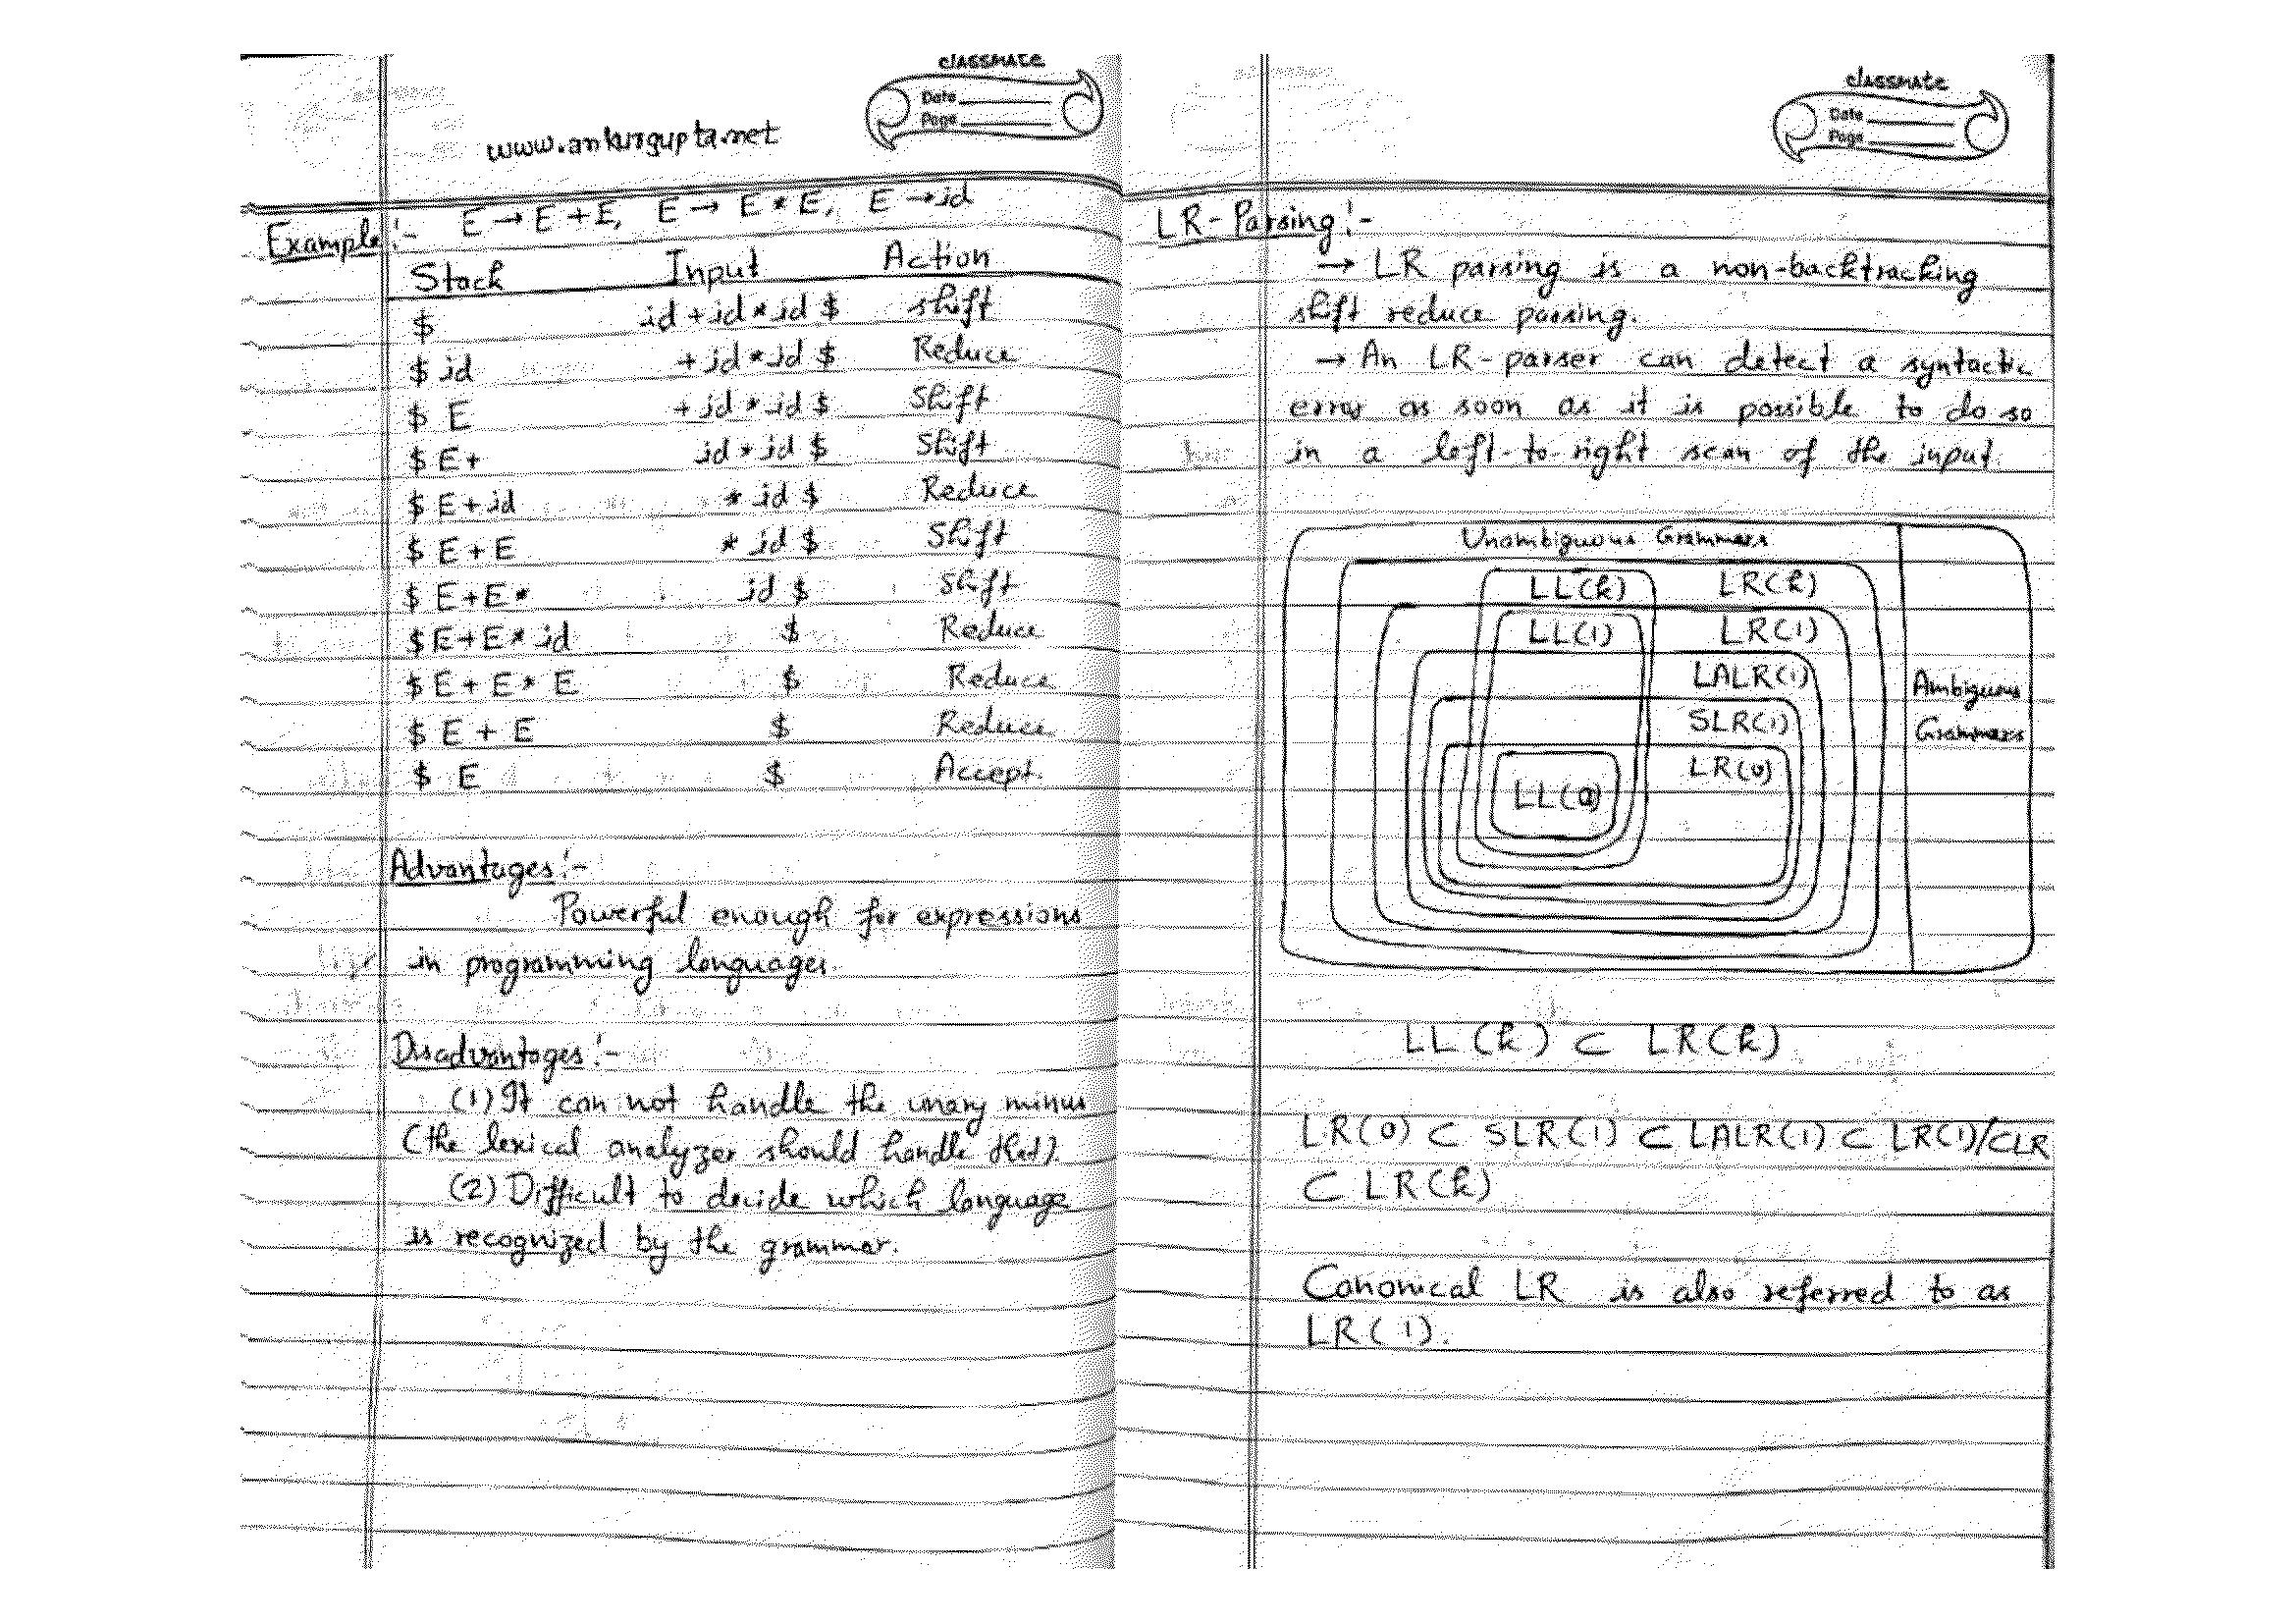 classmate
Date
Page
www.ankurgupta.net
Example:- E → E + E, E → E * E, E → id
Stack Input Action
$ id + id * id $ shift
$ id + id * id $ Reduce
$ E + id * id $ Shift
$ E + id * id $ Shift
$ E + id * id $ Reduce
$ E + E * id $ Shift
$ E + E * id $ Shift
$ E + E * id $ Reduce
$ E + E * E $ Reduce
$ E + E $ Reduce
$ E $ Accept.
Advantages:-
Powerful enough for expressions
in programming languages.
Disadvantages:-
(1) It can not handle the unary minus
(the lexical analyzer should handle that).
(2) Difficult to decide which language
is recognized by the grammar.
classmate
Date
Page
LR-Parsing:-
→ LR parsing is a non-backtracking
shift reduce parsing.
→ An LR-parser can detect a syntactic
error as soon as it is possible to do so
in a left-to-right scan of the input.
Unambiguous Grammars
LL(k) LR(k)
LL(1) LR(1)
LALR(1)
Ambiguous
SLR(1)
Grammars
LR(0)
LL(0)
LL(k) ⊂ LR(k)
LR(0) ⊂ SLR(1) ⊂ LALR(1) ⊂ LR(1)/CLR
⊂ LR(k)
Canonical LR is also referred to as
LR(1).